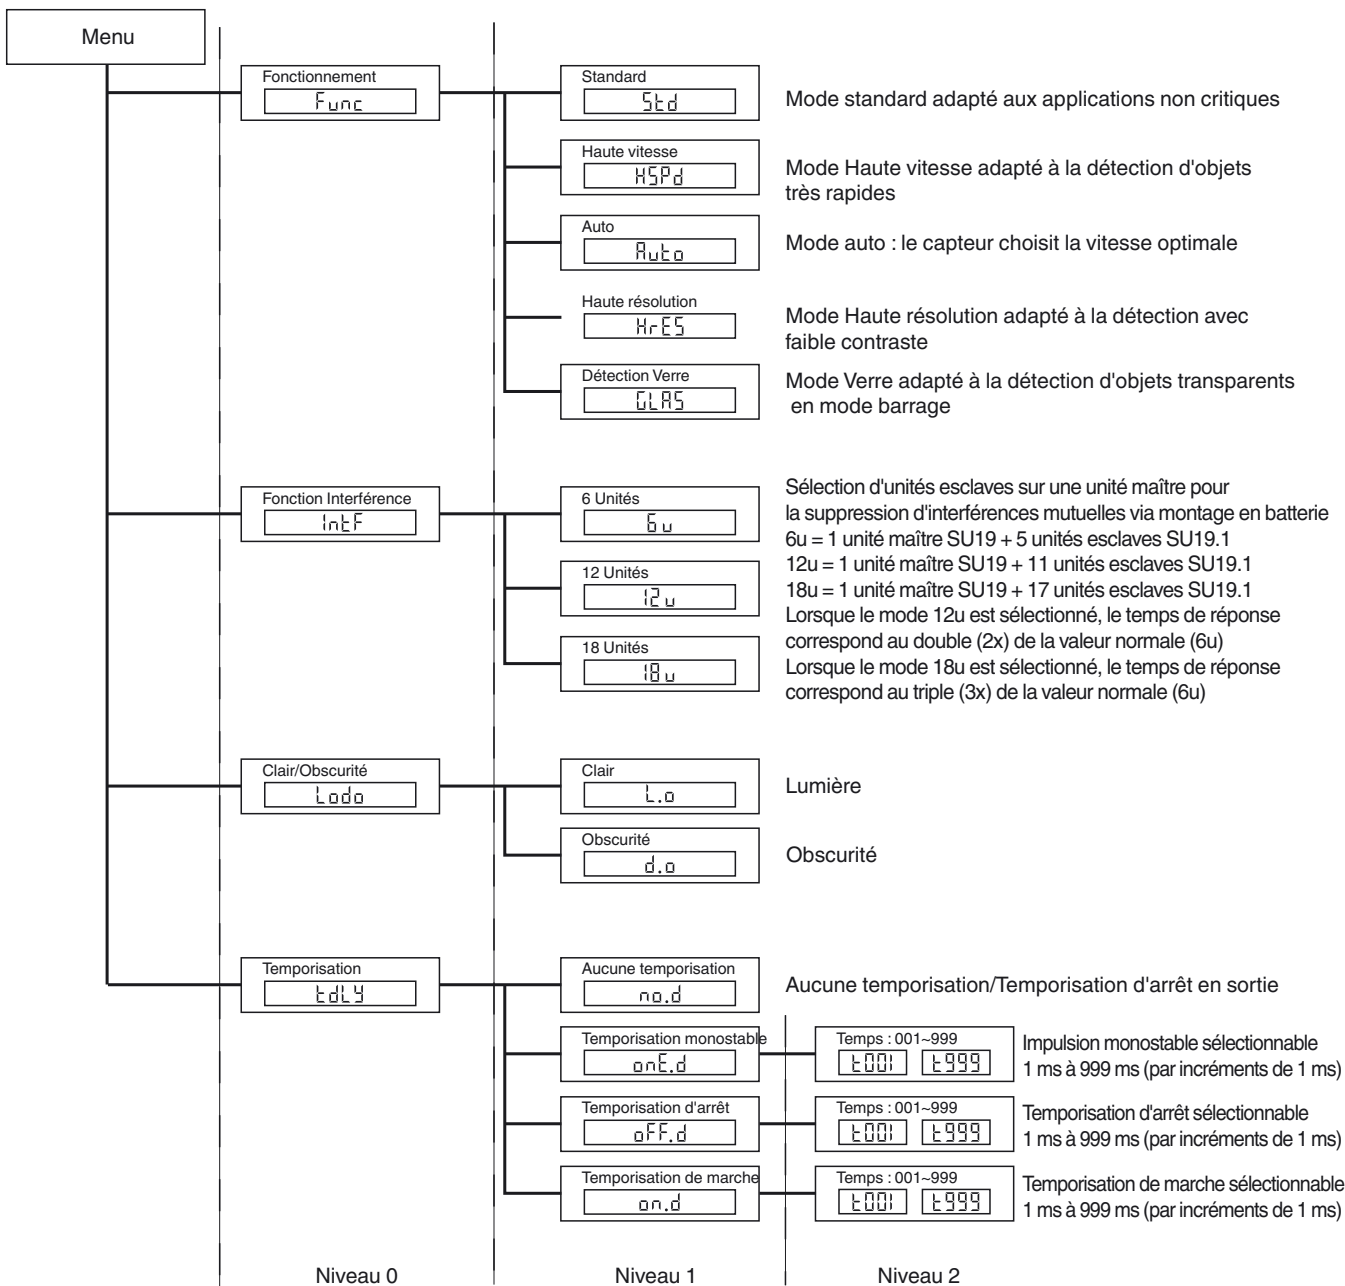 Menu
Fonctionnement
Func
Standard
Std
Mode standard adapté aux applications non critiques
Haute vitesse
HSPd
Mode Haute vitesse adapté à la détection d'objets
très rapides
Auto
Auto
Mode auto : le capteur choisit la vitesse optimale
Haute résolution
HrES
Mode Haute résolution adapté à la détection avec
faible contraste
Détection Verre
GLAS
Mode Verre adapté à la détection d'objets transparents
en mode barrage
Fonction Interférence
IntF
6 Unités
6u
12 Unités
12u
18 Unités
18u
Sélection d'unités esclaves sur une unité maître pour
la suppression d'interférences mutuelles via montage en batterie
6u = 1 unité maître SU19 + 5 unités esclaves SU19.1
12u = 1 unité maître SU19 + 11 unités esclaves SU19.1
18u = 1 unité maître SU19 + 17 unités esclaves SU19.1
Lorsque le mode 12u est sélectionné, le temps de réponse
correspond au double (2x) de la valeur normale (6u)
Lorsque le mode 18u est sélectionné, le temps de réponse
correspond au triple (3x) de la valeur normale (6u)
Clair/Obscurité
Lodo
Clair
L.o
Lumière
Obscurité
d.o
Obscurité
Temporisation
tdLY
Aucune temporisation
no.d
Aucune temporisation/Temporisation d'arrêt en sortie
Temporisation monostable
onE.d
Temps : 001~999
t001 t999
Impulsion monostable sélectionnable
1 ms à 999 ms (par incréments de 1 ms)
Temporisation d'arrêt
oFF.d
Temps : 001~999
t001 t999
Temporisation d'arrêt sélectionnable
1 ms à 999 ms (par incréments de 1 ms)
Temporisation de marche
on.d
Temps : 001~999
t001 t999
Temporisation de marche sélectionnable
1 ms à 999 ms (par incréments de 1 ms)
Niveau 0
Niveau 1
Niveau 2